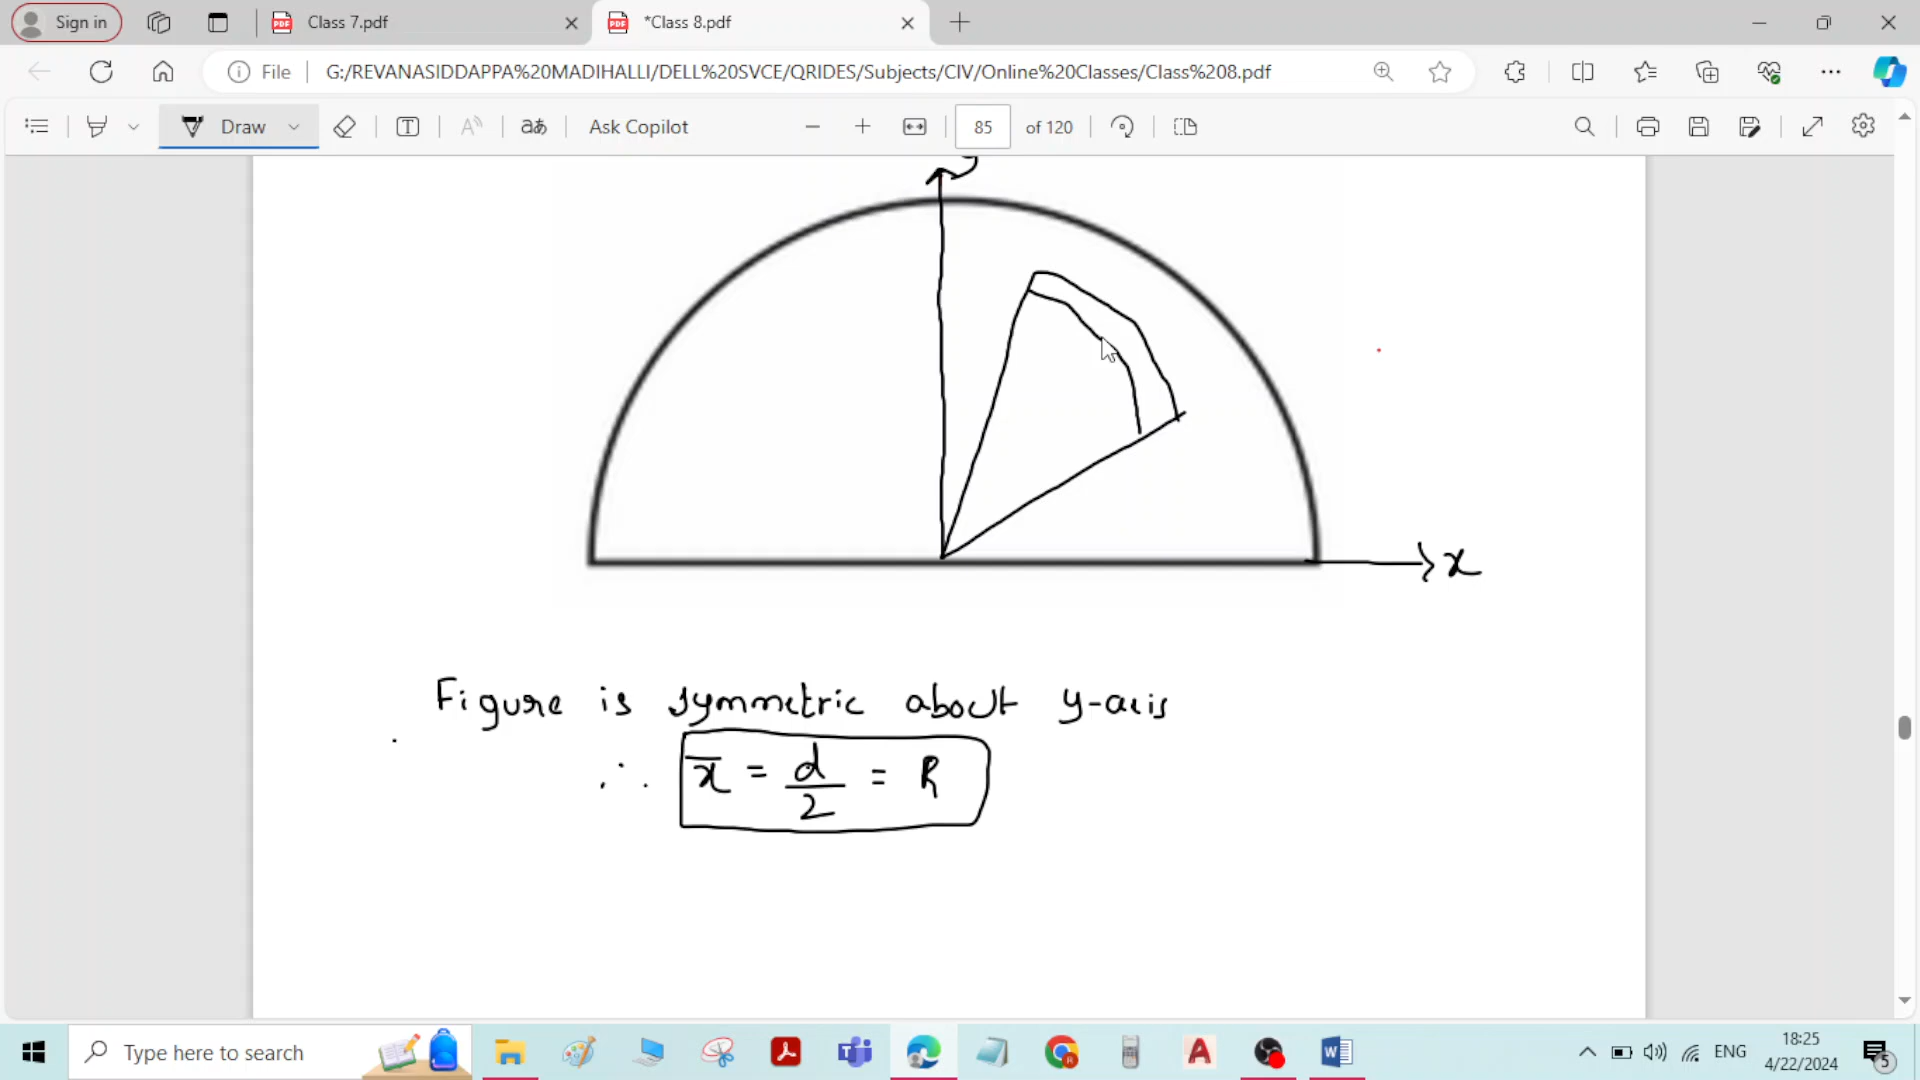 Sign in
Class 7.pdf
*Class 8.pdf
File
G:/REVANASIDDAPPA%20MADIHALLI/DELL%20SVCE/QRIDES/Subjects/CIV/Online%20Classes/Class%208.pdf
Draw
Ask Copilot
85
of 120
y
x
Figure is symmetric about y-axis
∴ x̄ = d/2 = R
Type here to search
ENG
18:25
4/22/2024
5